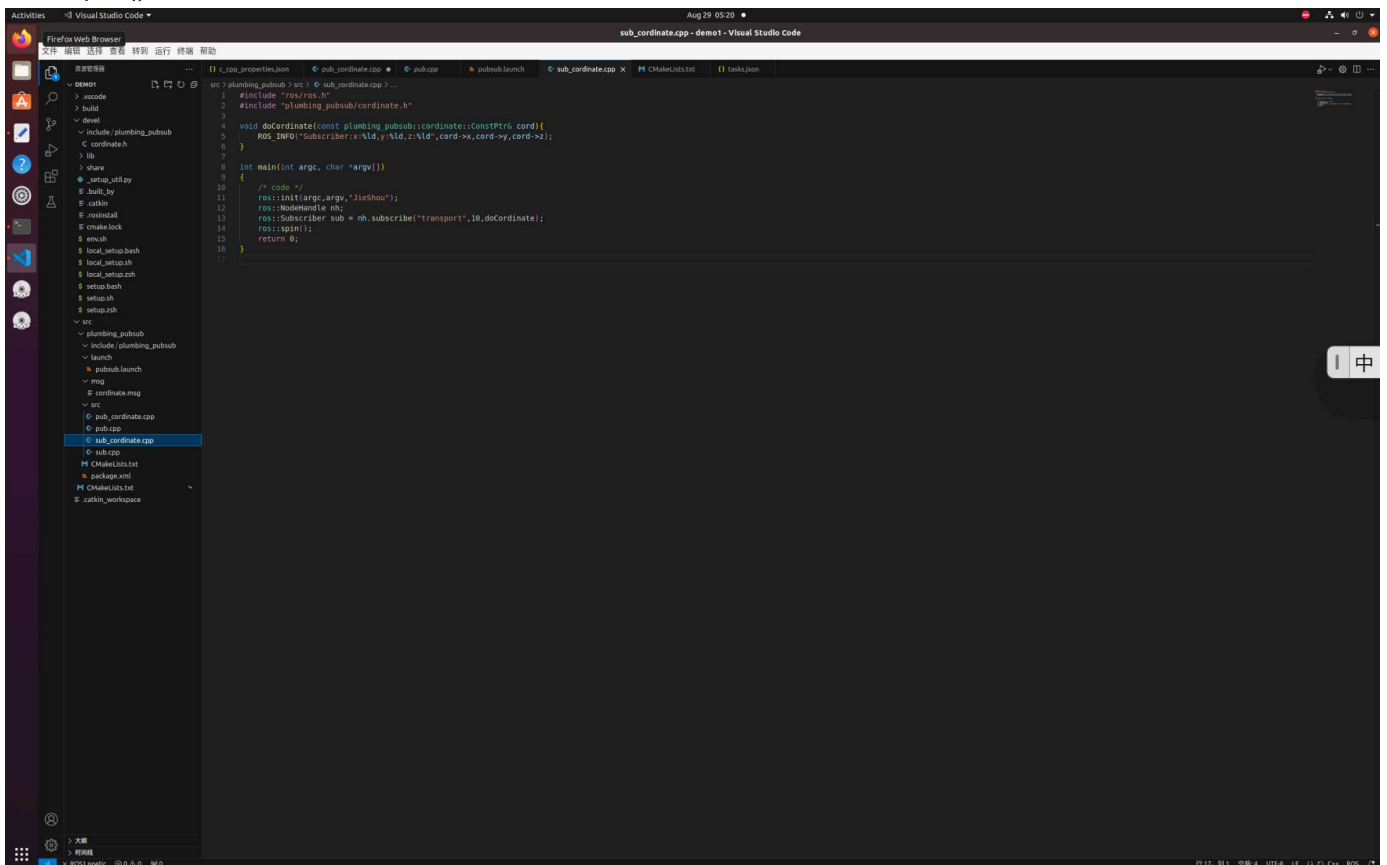 Activities
Visual Studio Code
Aug 29 05:20
sub_cordinate.cpp - demo1 - Visual Studio Code
Firefox Web Browser
文件 编辑 选择 查看 转到 运行 终端 帮助
资源管理器
c_cpp_properties.json
pub_cordinate.cpp
pub.cpp
pubsub.launch
sub_cordinate.cpp
CMakeLists.txt
tasks.json
DEMO1
src > plumbing_pubsub > src > sub_cordinate.cpp > ...
.vscode
build
devel
include/plumbing_pubsub
cordinate.h
lib
share
_setup_util.py
.built_by
.catkin
.rosinstall
cmake.lock
env.sh
local_setup.bash
local_setup.sh
local_setup.zsh
setup.bash
setup.sh
setup.zsh
src
plumbing_pubsub
include/plumbing_pubsub
launch
pubsub.launch
msg
cordinate.msg
src
pub_cordinate.cpp
pub.cpp
sub_cordinate.cpp
sub.cpp
CMakeLists.txt
package.xml
CMakeLists.txt
.catkin_workspace
1 #include "ros/ros.h"
2 #include "plumbing_pubsub/cordinate.h"
3
4 void doCordinate(const plumbing_pubsub::cordinate::ConstPtr& cord){
5 ROS_INFO("Subscriber:x:%ld,y:%ld,z:%ld",cord->x,cord->y,cord->z);
6 }
7
8 int main(int argc, char *argv[])
9 {
10 /* code */
11 ros::init(argc,argv,"JieShou");
12 ros::NodeHandle nh;
13 ros::Subscriber sub = nh.subscribe("transport",10,doCordinate);
14 ros::spin();
15 return 0;
16 }
17
中
大纲
时间线